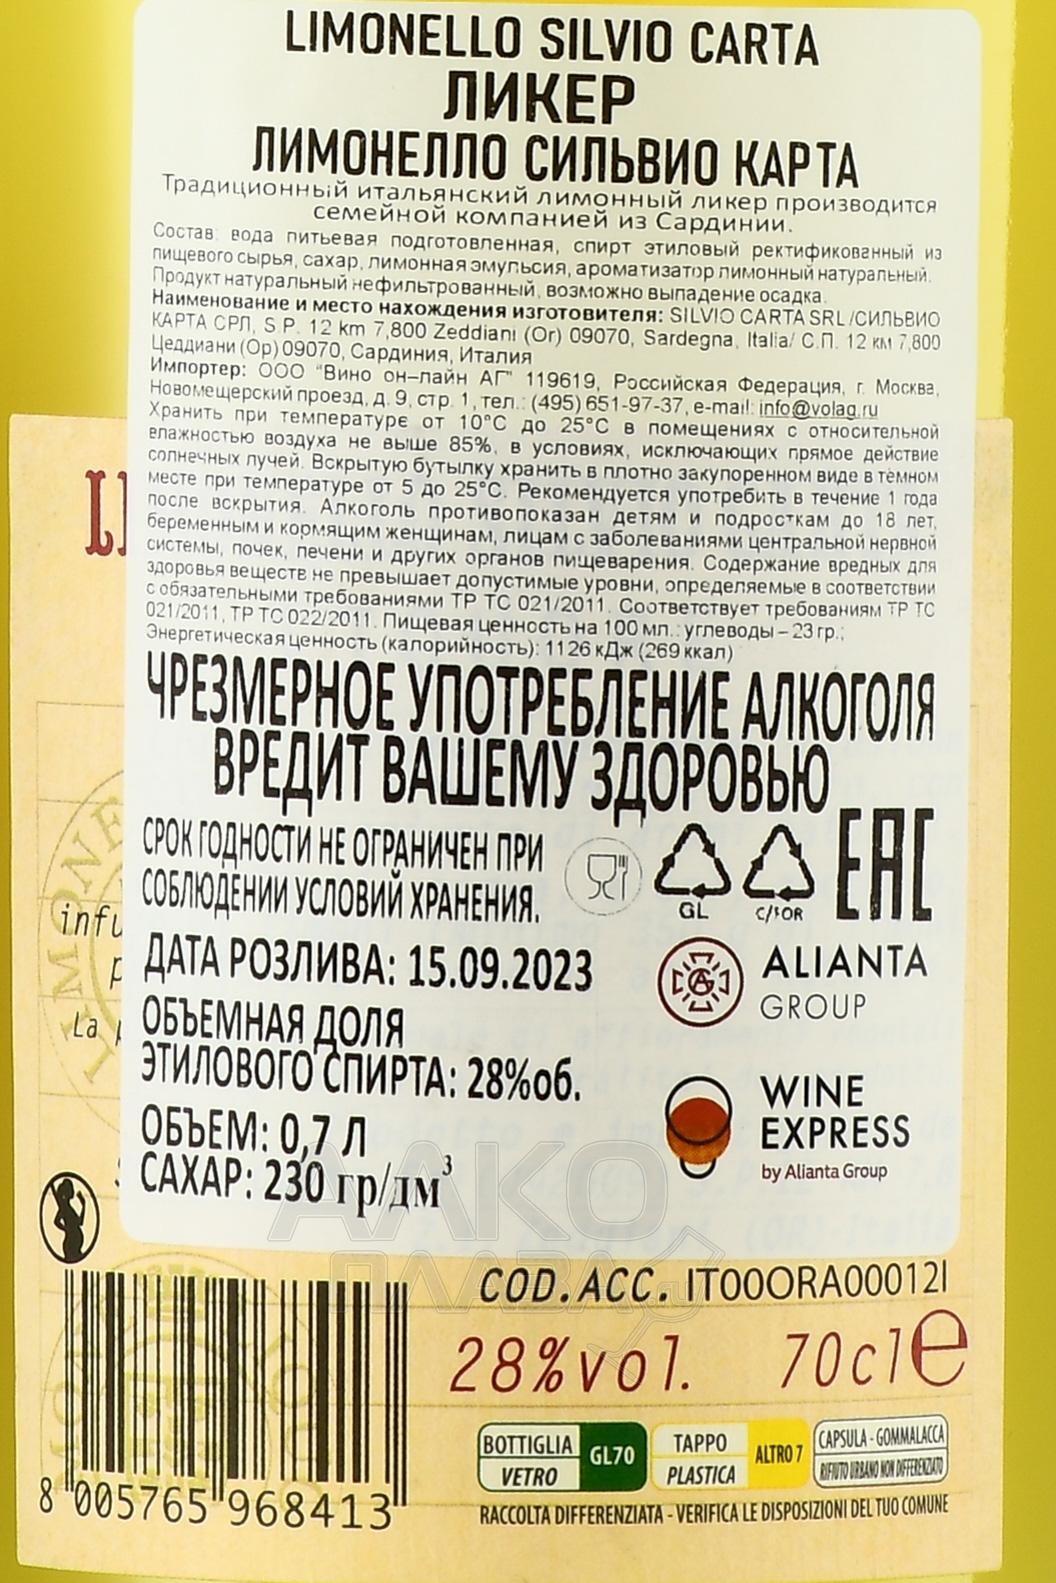 LIMONELLO SILVIO CARTA
ЛИКЕР
ЛИМОНЕЛЛО СИЛЬВИО КАРТА
Традиционный итальянский лимонный ликер производится
семейной компанией из Сардинии.
Состав: вода питьевая подготовленная, спирт этиловый ректификованный из
пищевого сырья, сахар, лимонная эмульсия, ароматизатор лимонный натуральный.
Продукт натуральный нефильтрованный, возможно выпадение осадка.
Наименование и место нахождения изготовителя: SILVIO CARTA SRL /СИЛЬВИО
КАРТА СРЛ, S.P. 12 km 7,800 Zeddiani (Or) 09070, Sardegna, Italia/ С.П. 12 км 7,800
Цеддиани (Ор) 09070, Сардиния, Италия
Импортер: ООО "Вино он–лайн АГ" 119619, Российская Федерация, г. Москва,
Новомещерский проезд, д. 9, стр. 1, тел.: (495) 651-97-37, e-mail: info@volag.ru
Хранить при температуре от 10°С до 25°С в помещениях с относительной
влажностью воздуха не выше 85%, в условиях, исключающих прямое действие
солнечных лучей. Вскрытую бутылку хранить в плотно закупоренном виде в тёмном
месте при температуре от 5 до 25°С. Рекомендуется употребить в течение 1 года
после вскрытия. Алкоголь противопоказан детям и подросткам до 18 лет,
беременным и кормящим женщинам, лицам с заболеваниями центральной нервной
системы, почек, печени и других органов пищеварения. Содержание вредных для
здоровья веществ не превышает допустимые уровни, определяемые в соответствии
с обязательными требованиями ТР ТС 021/2011. Соответствует требованиям ТР ТС
021/2011, ТР ТС 022/2011. Пищевая ценность на 100 мл.: углеводы – 23 гр.;
Энергетическая ценность (калорийность): 1126 кДж (269 ккал)
ЧРЕЗМЕРНОЕ УПОТРЕБЛЕНИЕ АЛКОГОЛЯ
ВРЕДИТ ВАШЕМУ ЗДОРОВЬЮ
СРОК ГОДНОСТИ НЕ ОГРАНИЧЕН ПРИ
СОБЛЮДЕНИИ УСЛОВИЙ ХРАНЕНИЯ.
GL
C/FOR
EAC
ДАТА РОЗЛИВА: 15.09.2023
ALIANTA
GROUP
ОБЪЕМНАЯ ДОЛЯ
ЭТИЛОВОГО СПИРТА: 28%об.
WINE
EXPRESS
by Alianta Group
ОБЪЕМ: 0,7 Л
САХАР: 230 гр/дм³
infu
p
La
АЛКО
ПЛАЗА.ру
COD.ACC. IT00ORA00012I
28%vol. 70cl e
BOTTIGLIA
VETRO
GL70
TAPPO
PLASTICA
ALTRO 7
CAPSULA - GOMMALACCA
RIFIUTO URBANO NON DIFFERENZIATO
RACCOLTA DIFFERENZIATA - VERIFICA LE DISPOSIZIONI DEL TUO COMUNE
8 005765 968413